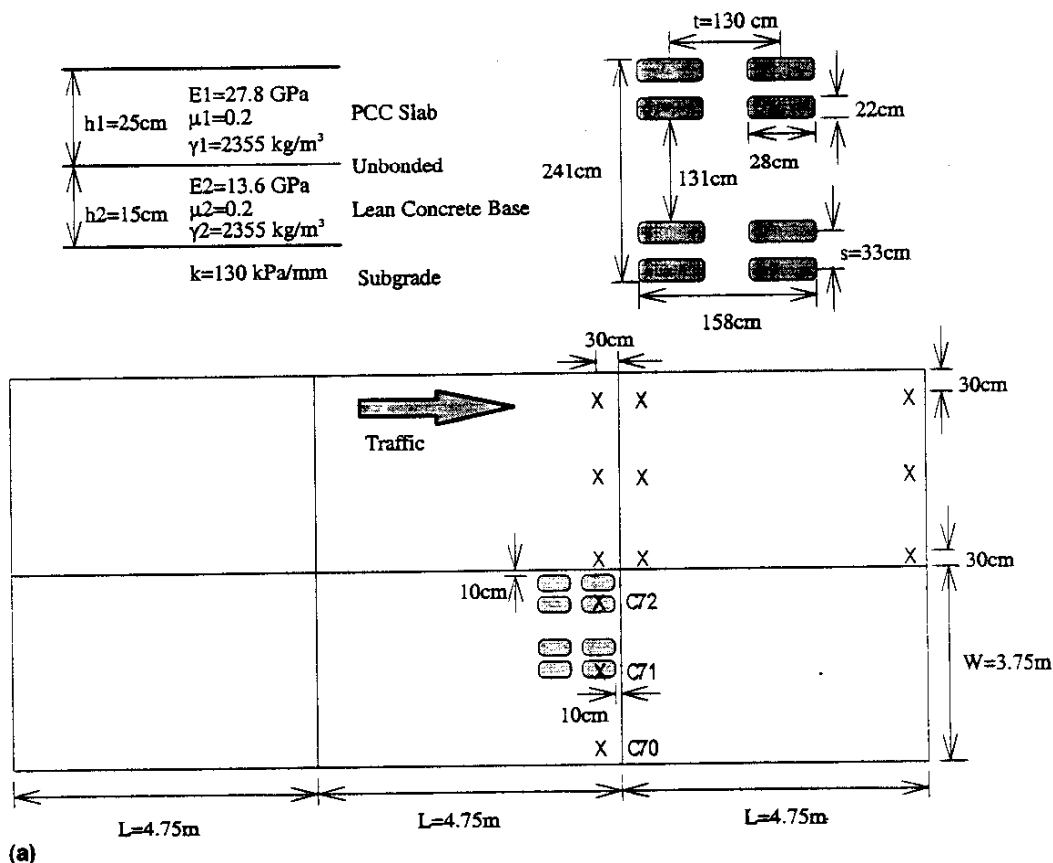 t=130 cm
E1=27.8 GPa
h1=25cm
μ1=0.2
PCC Slab
γ1=2355 kg/m³
22cm
Unbonded
28cm
241cm
131cm
E2=13.6 GPa
h2=15cm
μ2=0.2
Lean Concrete Base
γ2=2355 kg/m³
s=33cm
k=130 kPa/mm
Subgrade
158cm
30cm
30cm
X X X
Traffic
X X X
X X X
30cm
10cm
X C72
W=3.75m
X C71
10cm
X C70
L=4.75m
L=4.75m
L=4.75m
(a)